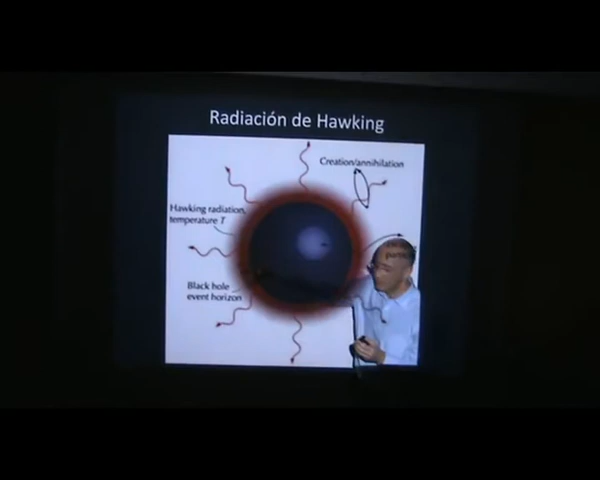 Radiación de Hawking
Creation/annihilation
Hawking radiation,
temperature T
Black hole
event horizon